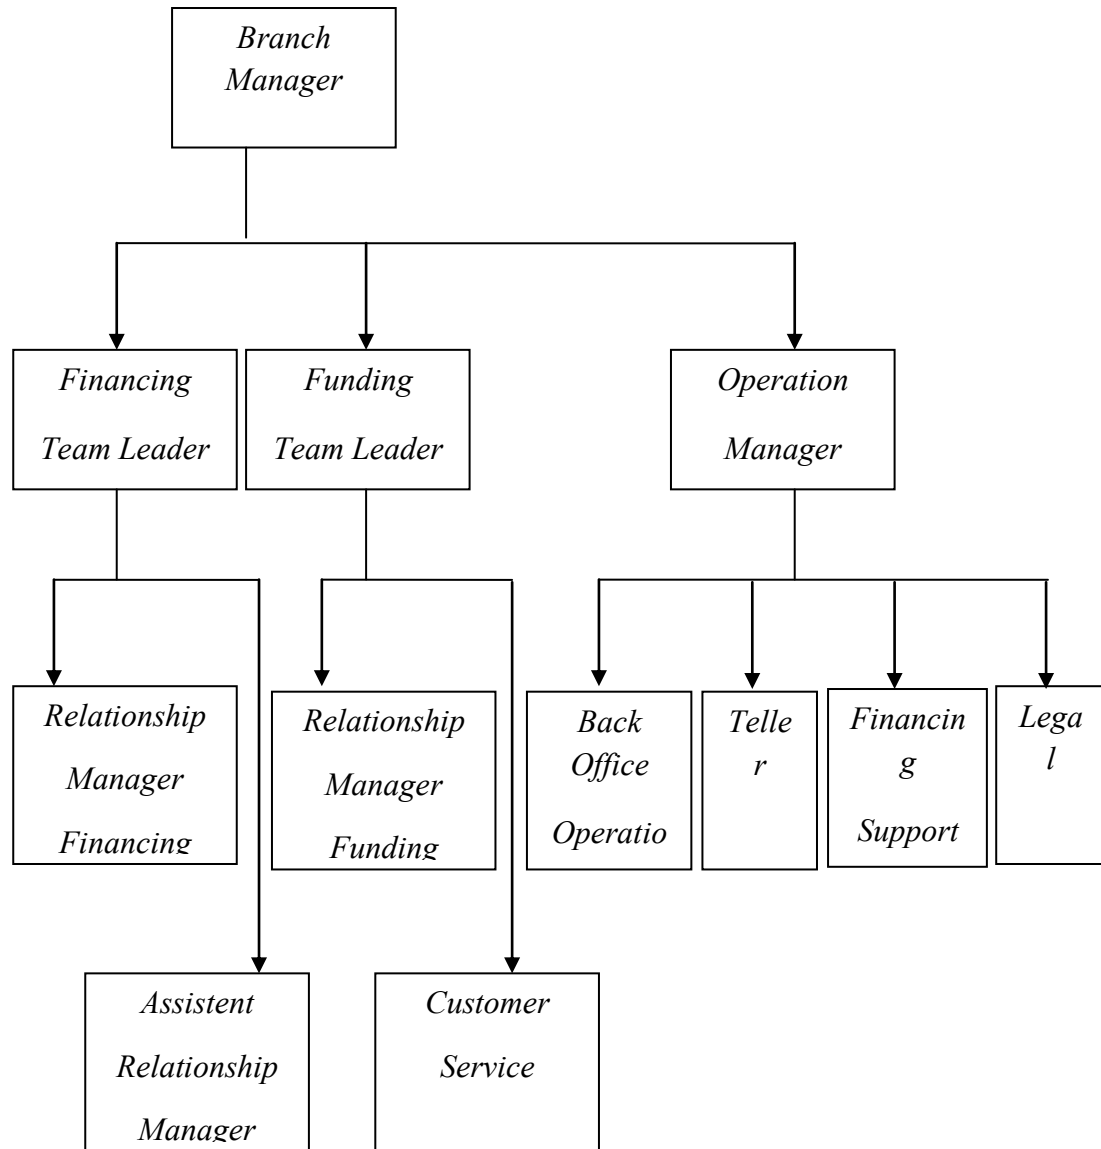 Branch
Manager
Financing
Team Leader
Funding
Team Leader
Operation
Manager
Relationship
Manager
Financing
Relationship
Manager
Funding
Back
Office
Operatio
Telle
r
Financin
g
Support
Lega
l
Assistent
Relationship
Manager
Customer
Service